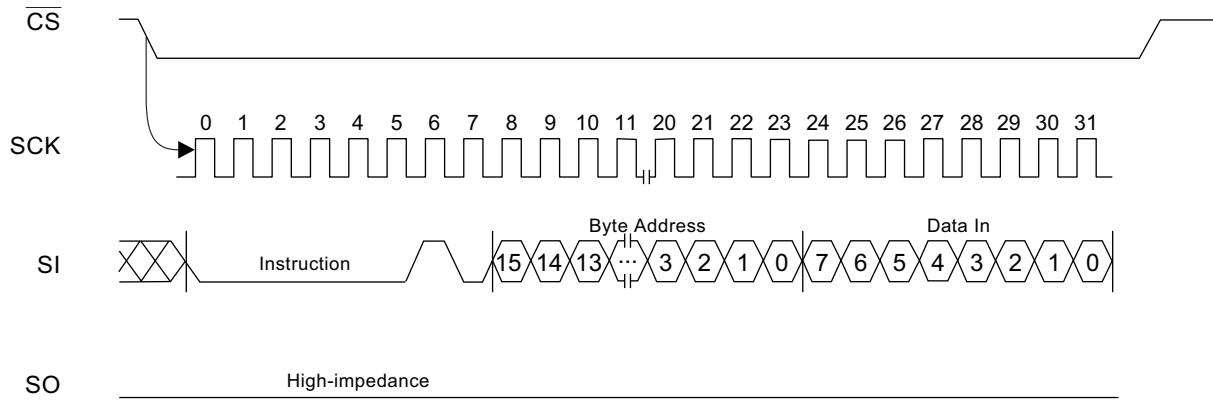 CS
SCK
0 1 2 3 4 5 6 7 8 9 10 11 20 21 22 23 24 25 26 27 28 29 30 31
SI
Instruction
Byte Address
Data In
15 14 13 ... 3 2 1 0 7 6 5 4 3 2 1 0
SO
High-impedance